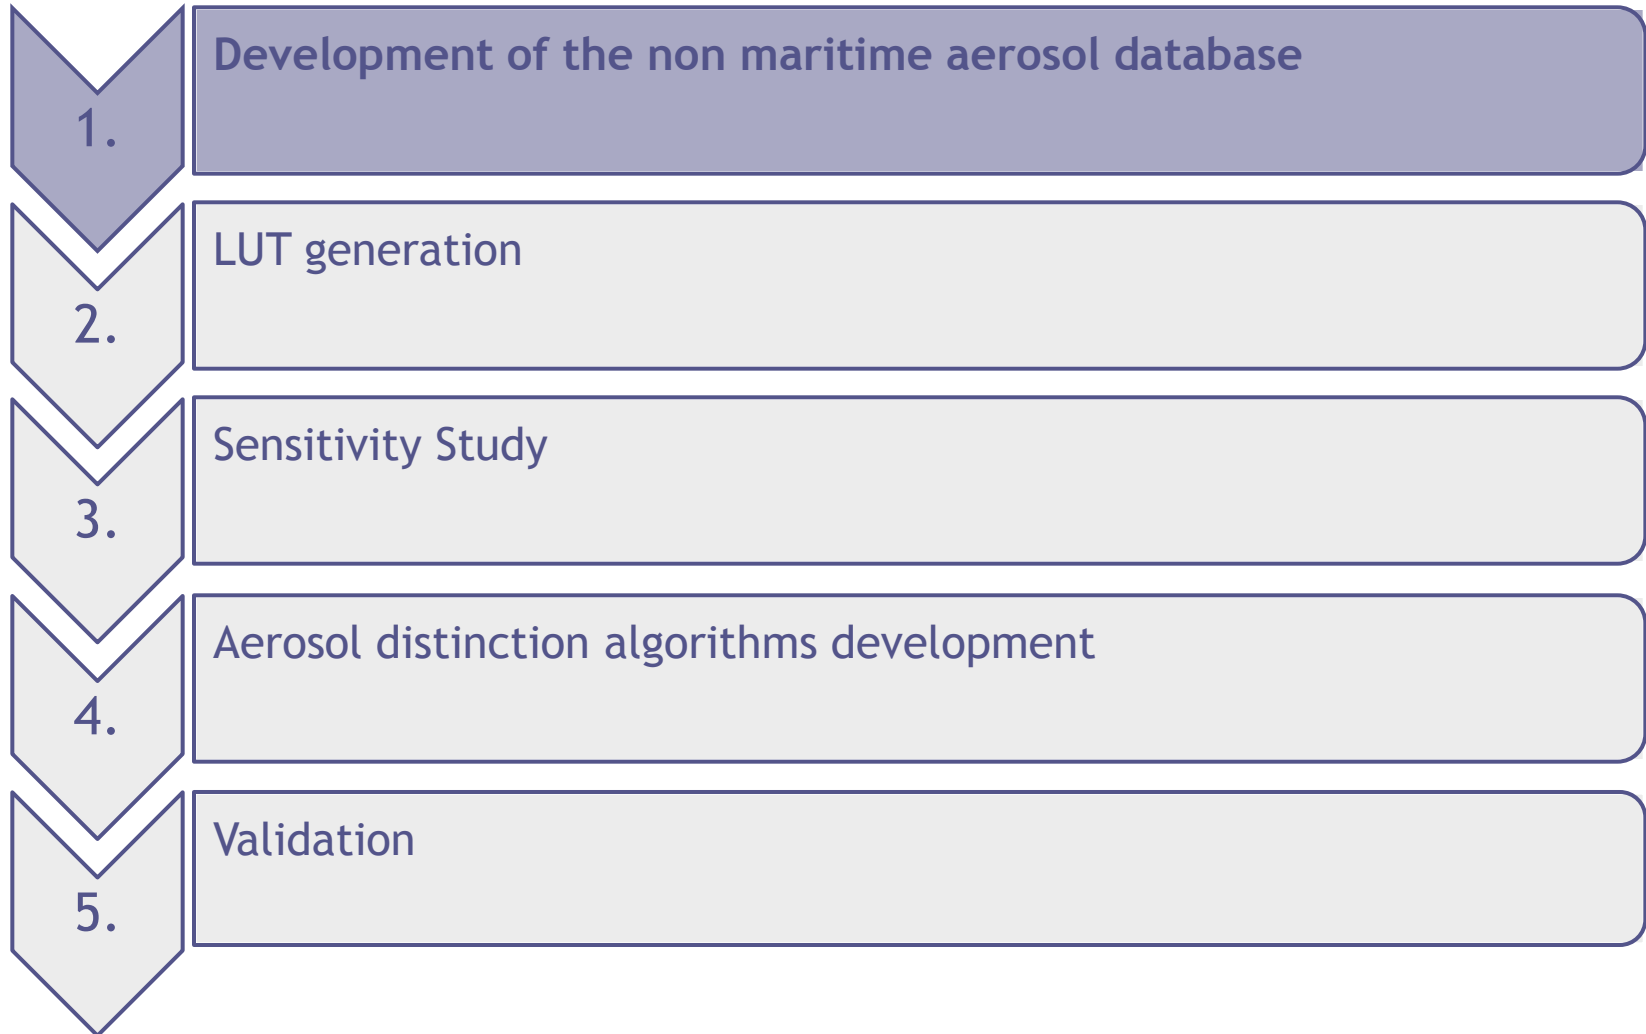 1.
Development of the non maritime aerosol database
2.
LUT generation
3.
Sensitivity Study
4.
Aerosol distinction algorithms development
5.
Validation